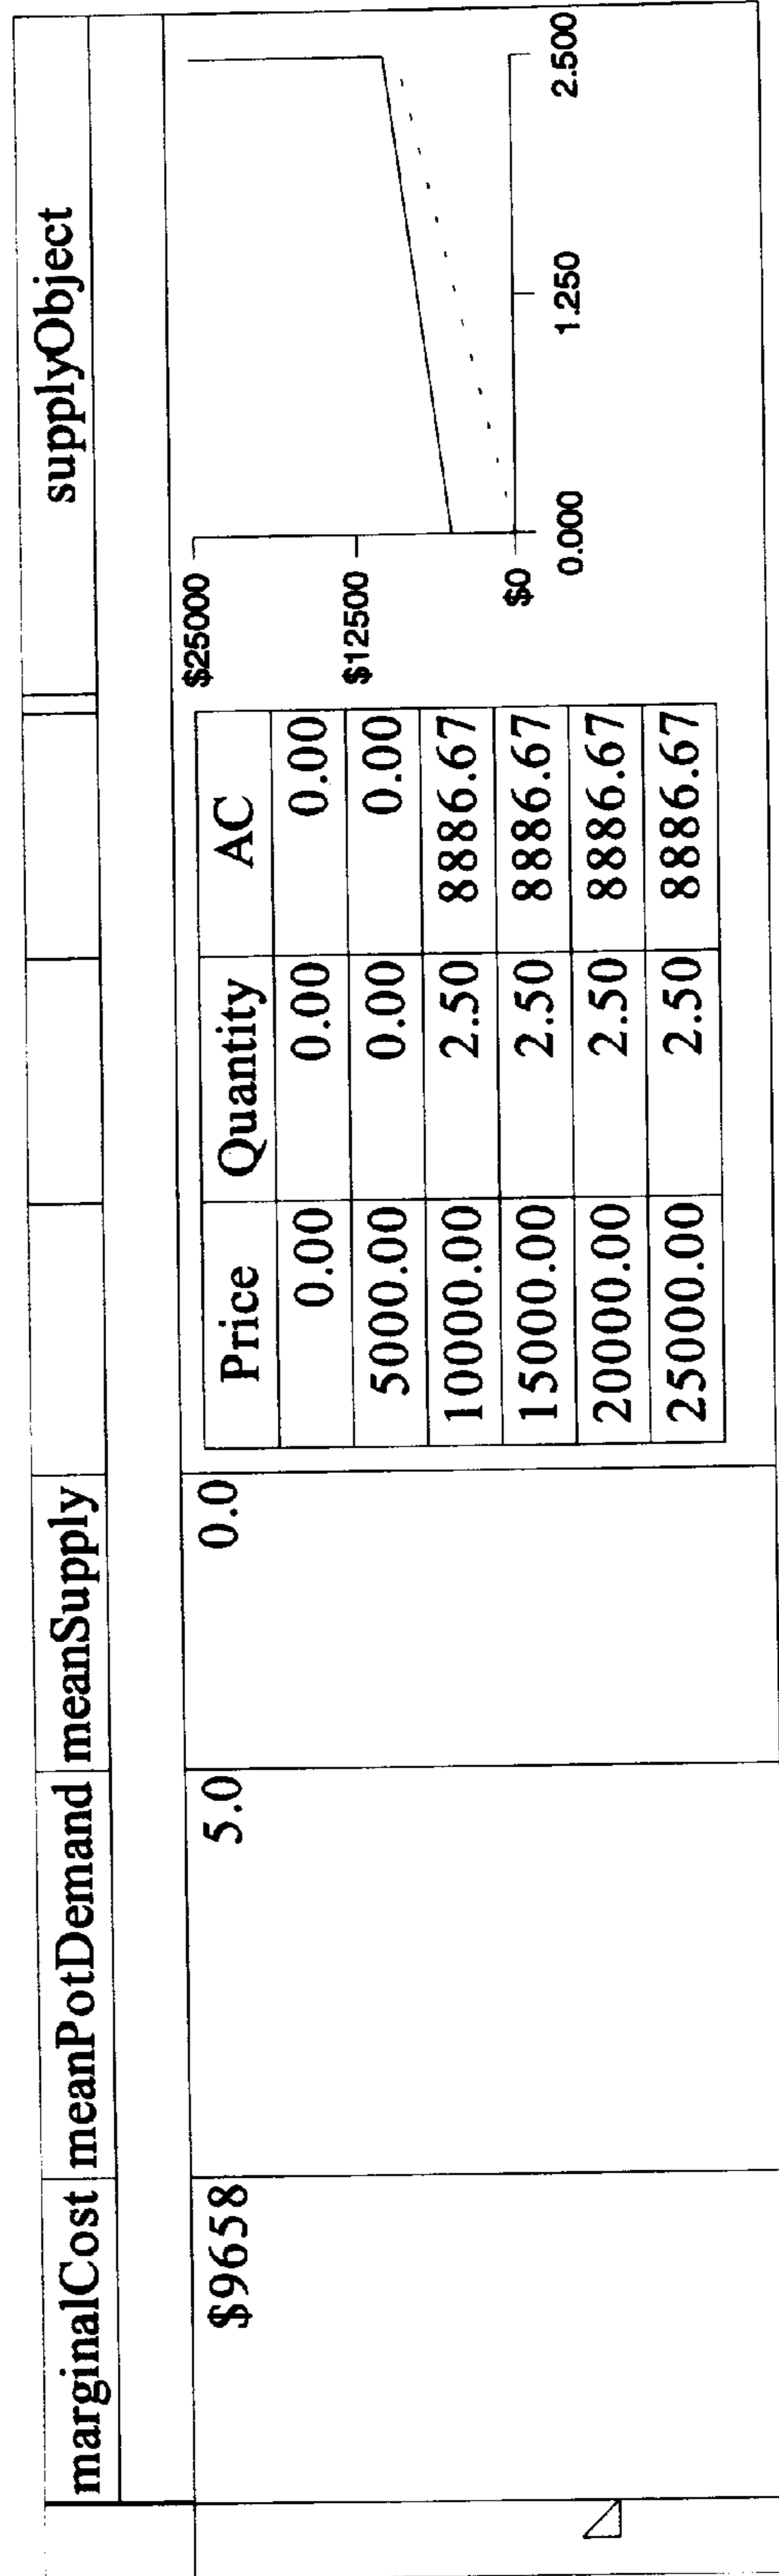 marginalCost meanPotDemand meanSupply supplyObject
$9658 5.0 0.0
Price Quantity AC
0.00 0.00 0.00
5000.00 0.00 0.00
10000.00 2.50 8886.67
15000.00 2.50 8886.67
20000.00 2.50 8886.67
25000.00 2.50 8886.67
$25000
$12500
$0
0.000 1.250 2.500